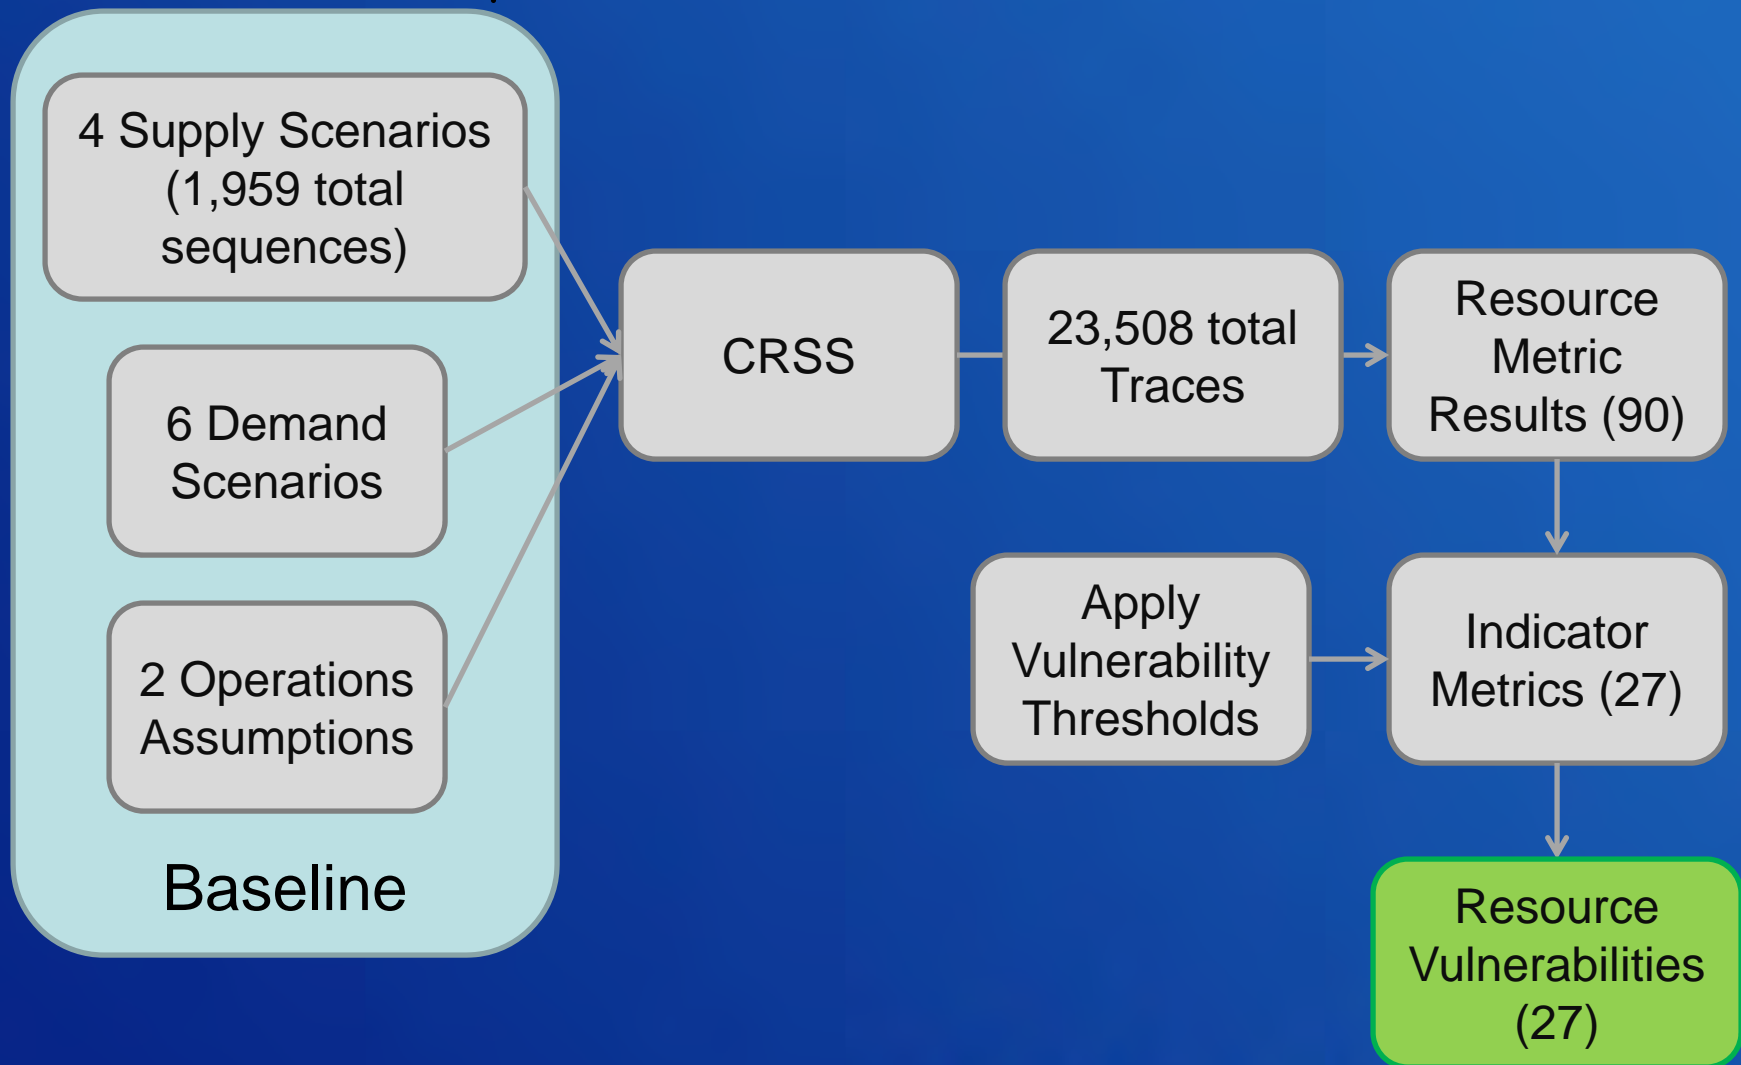 4 Supply Scenarios
(1,959 total
sequences)
6 Demand
Scenarios
2 Operations
Assumptions
Baseline
CRSS
23,508 total
Traces
Resource
Metric
Results (90)
Apply
Vulnerability
Thresholds
Indicator
Metrics (27)
Resource
Vulnerabilities
(27)